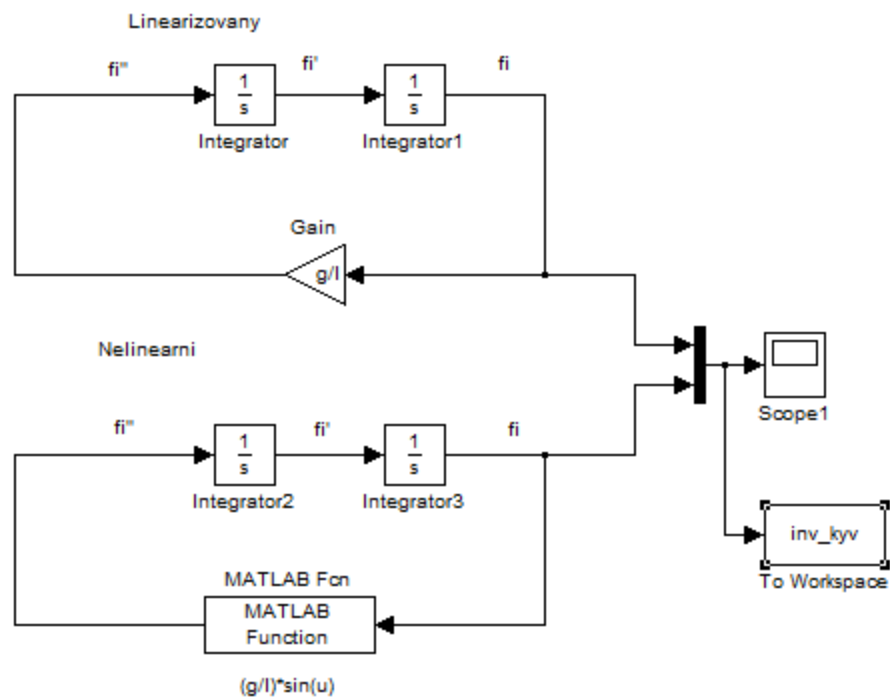 Linearizovany
fi''
fi'
fi
1
s
1
s
Integrator
Integrator1
Gain
g/l
Nelinearni
fi''
fi'
fi
1
s
1
s
Integrator2
Integrator3
Scope1
inv_kyv
To Workspace
MATLAB Fcn
MATLAB
Function
(g/l)*sin(u)